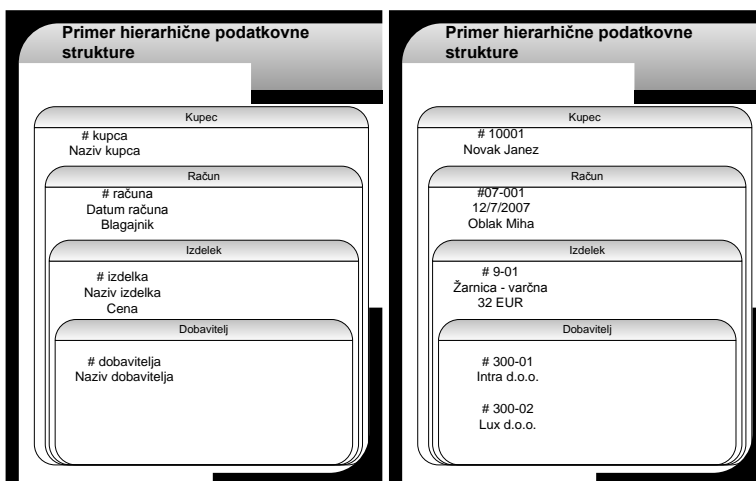 Primer hierarhične podatkovne
strukture
Kupec
# kupca
Naziv kupca
Račun
# računa
Datum računa
Blagajnik
Izdelek
# izdelka
Naziv izdelka
Cena
Dobavitelj
# dobavitelja
Naziv dobavitelja
Primer hierarhične podatkovne
strukture
Kupec
# 10001
Novak Janez
Račun
#07-001
12/7/2007
Oblak Miha
Izdelek
# 9-01
Žarnica - varčna
32 EUR
Dobavitelj
# 300-01
Intra d.o.o.
# 300-02
Lux d.o.o.